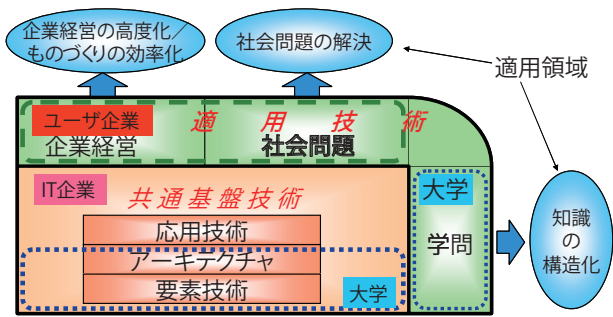 企業経営の高度化／
ものづくりの効率化
社会問題の解決
適用領域
ユーザ企業
適用技術
企業経営
社会問題
IT企業
共通基盤技術
大学
応用技術
学問
アーキテクチャ
要素技術
大学
知識
の
構造化